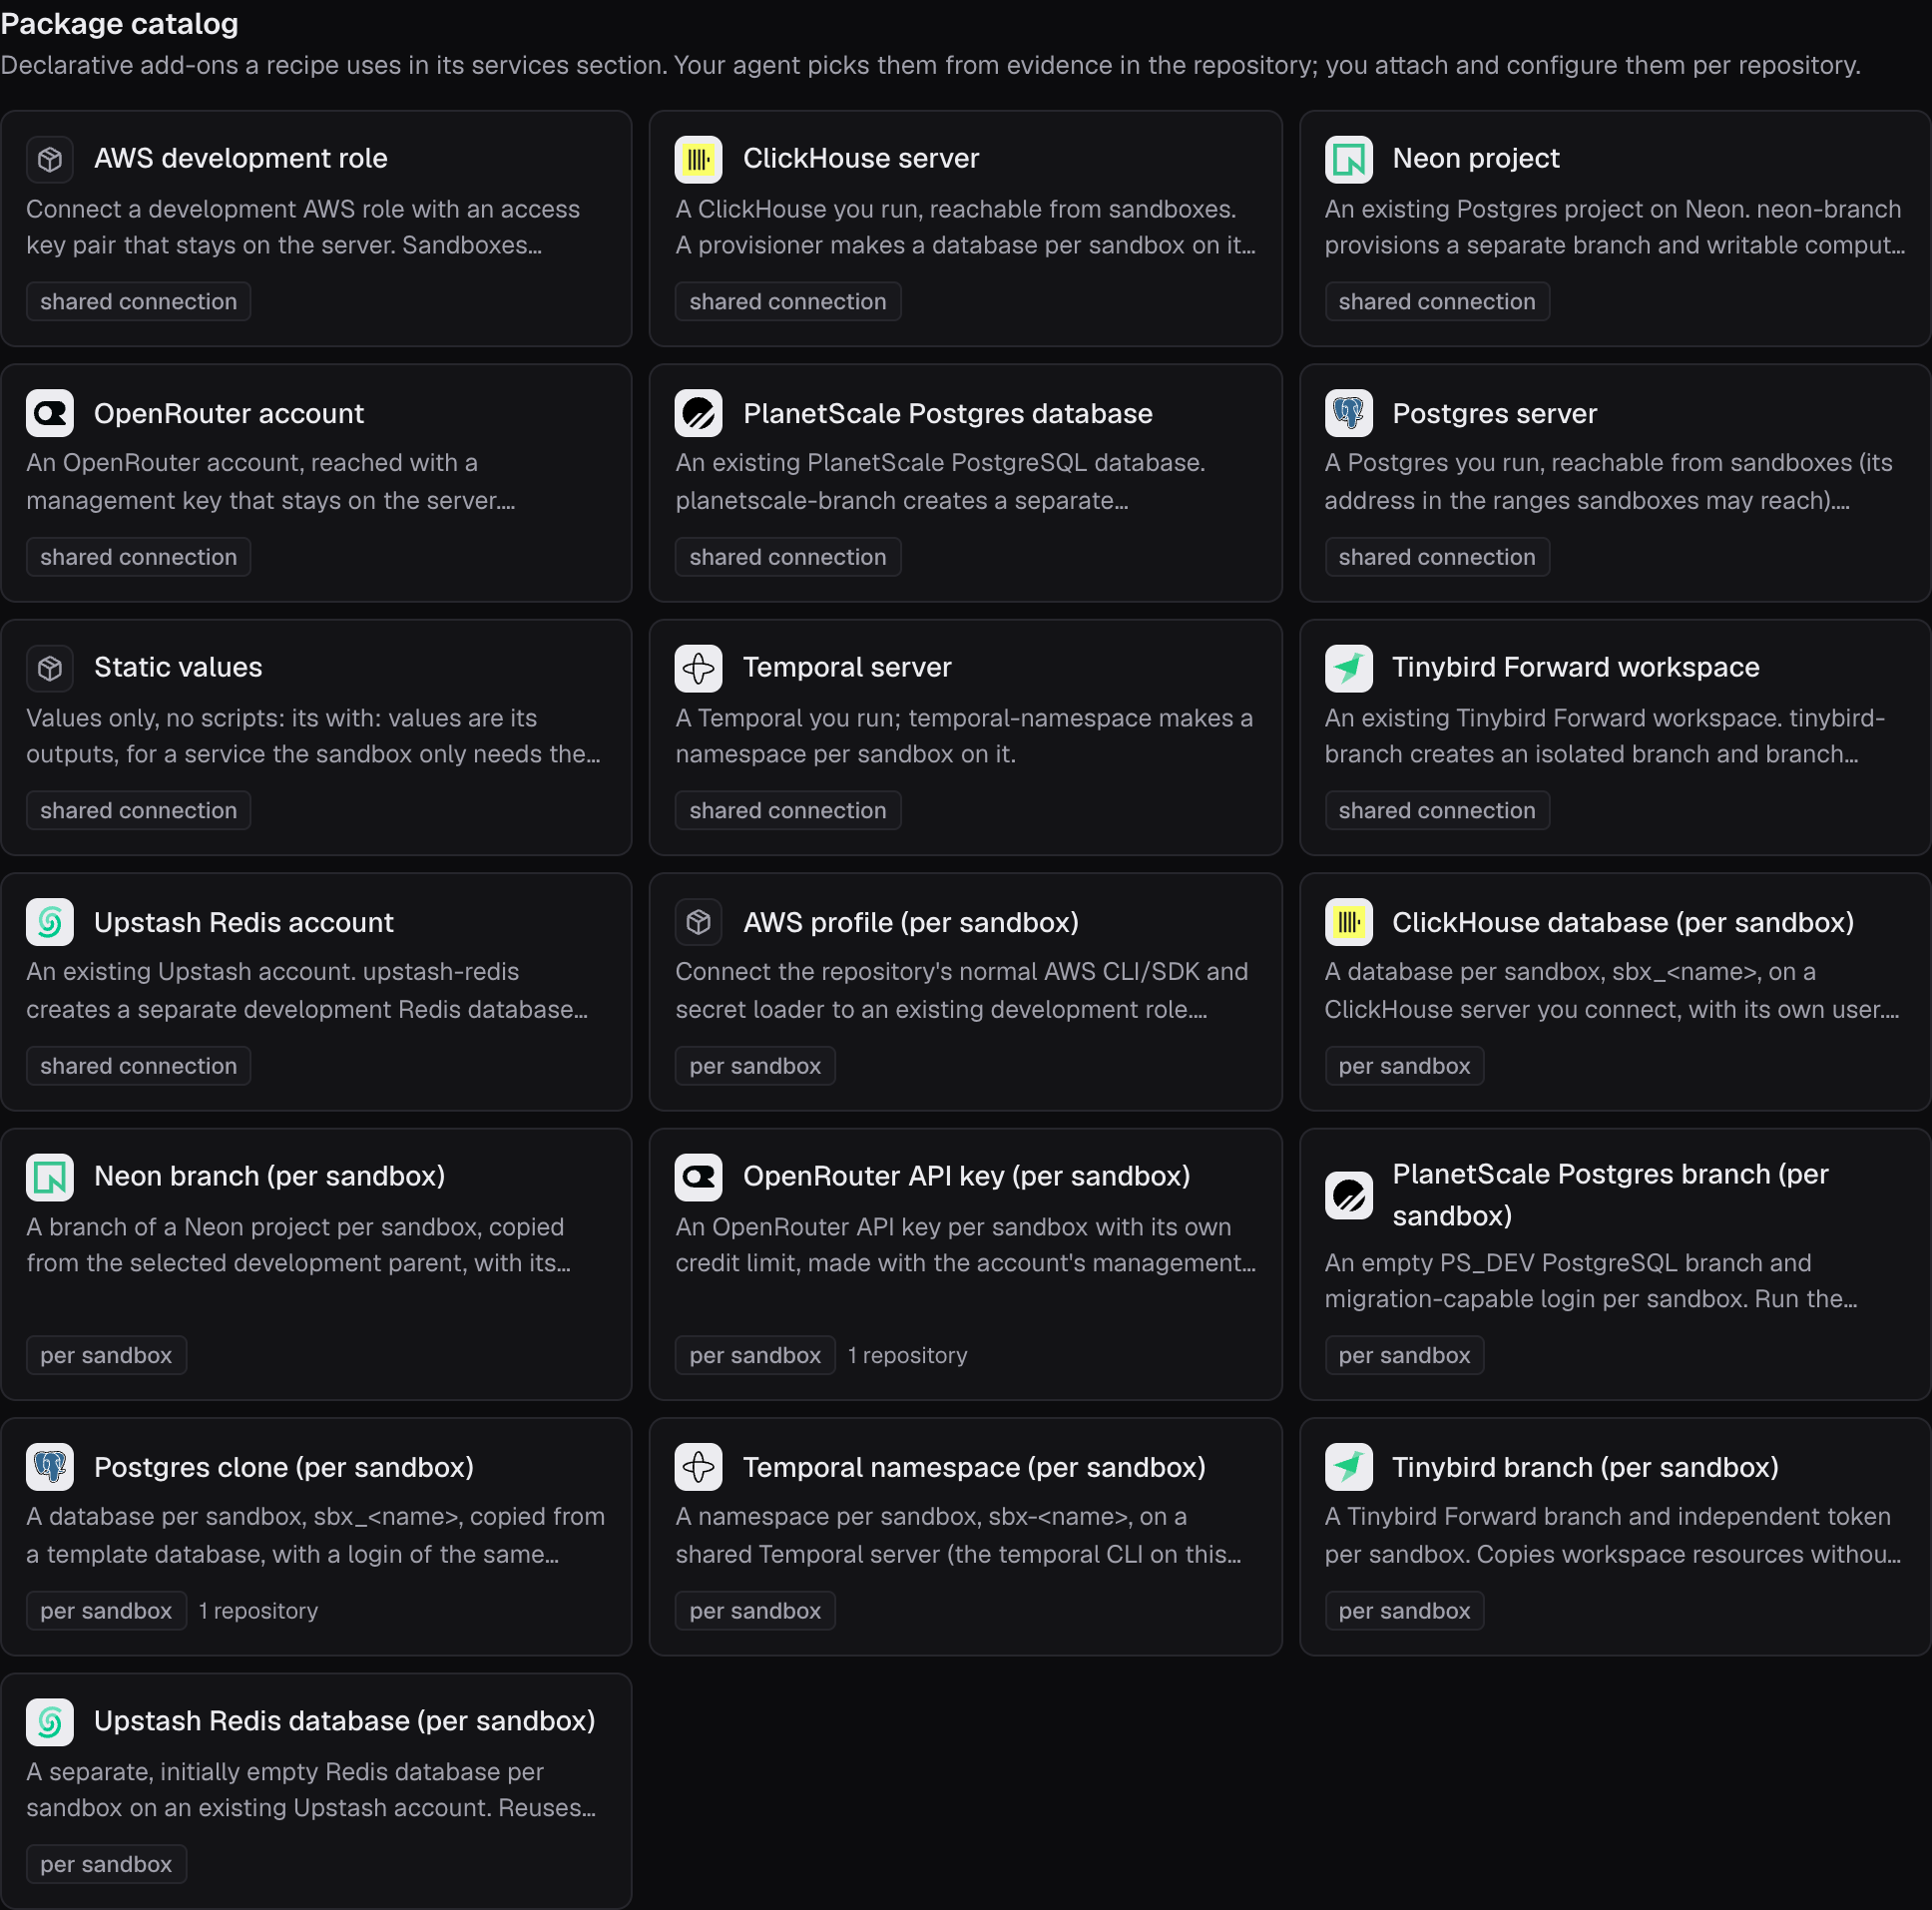 Package catalog
Declarative add-ons a recipe uses in its services section. Your agent picks them from evidence in the repository; you attach and configure them per repository.
AWS development role
Connect a development AWS role with an access
key pair that stays on the server. Sandboxes…
shared connection
ClickHouse server
A ClickHouse you run, reachable from sandboxes.
A provisioner makes a database per sandbox on it…
shared connection
Neon project
An existing Postgres project on Neon. neon-branch
provisions a separate branch and writable comput…
shared connection
OpenRouter account
An OpenRouter account, reached with a
management key that stays on the server.…
shared connection
PlanetScale Postgres database
An existing PlanetScale PostgreSQL database.
planetscale-branch creates a separate…
shared connection
Postgres server
A Postgres you run, reachable from sandboxes (its
address in the ranges sandboxes may reach).…
shared connection
Static values
Values only, no scripts: its with: values are its
outputs, for a service the sandbox only needs the…
shared connection
Temporal server
A Temporal you run; temporal-namespace makes a
namespace per sandbox on it.
shared connection
Tinybird Forward workspace
An existing Tinybird Forward workspace. tinybird-
branch creates an isolated branch and branch…
shared connection
Upstash Redis account
An existing Upstash account. upstash-redis
creates a separate development Redis database…
shared connection
AWS profile (per sandbox)
Connect the repository's normal AWS CLI/SDK and
secret loader to an existing development role.…
per sandbox
ClickHouse database (per sandbox)
A database per sandbox, sbx_<name>, on a
ClickHouse server you connect, with its own user.…
per sandbox
Neon branch (per sandbox)
A branch of a Neon project per sandbox, copied
from the selected development parent, with its…
per sandbox
OpenRouter API key (per sandbox)
An OpenRouter API key per sandbox with its own
credit limit, made with the account's management…
per sandbox 1 repository
PlanetScale Postgres branch (per
sandbox)
An empty PS_DEV PostgreSQL branch and
migration-capable login per sandbox. Run the…
per sandbox
Postgres clone (per sandbox)
A database per sandbox, sbx_<name>, copied from
a template database, with a login of the same…
per sandbox 1 repository
Temporal namespace (per sandbox)
A namespace per sandbox, sbx-<name>, on a
shared Temporal server (the temporal CLI on this…
per sandbox
Tinybird branch (per sandbox)
A Tinybird Forward branch and independent token
per sandbox. Copies workspace resources withou…
per sandbox
Upstash Redis database (per sandbox)
A separate, initially empty Redis database per
sandbox on an existing Upstash account. Reuses…
per sandbox